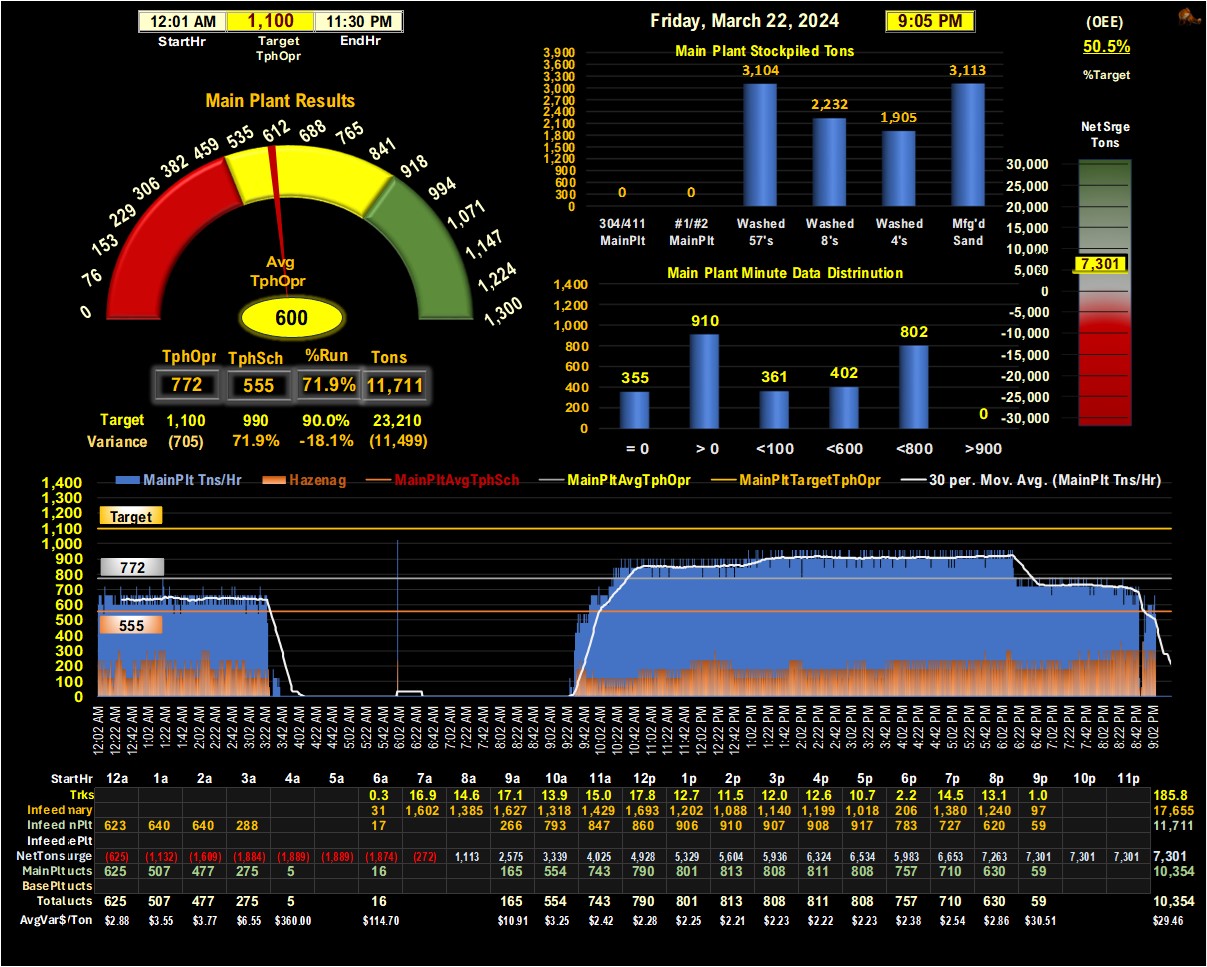 12:01 AM 1,100 11:30 PM
StartHr Target TphOpr EndHr
Friday, March 22, 2024 9:05 PM
(OEE)
50.5%
%Target
Main Plant Results
0 76 153 229 306 382 459 535 612 688 765 841 918 994 1,071 1,147 1,224 1,300
Avg
TphOpr
600
TphOpr TphSch %Run Tons
772 555 71.9% 11,711
Target 1,100 990 90.0% 23,210
Variance (705) 71.9% -18.1% (11,499)
Main Plant Stockpiled Tons
3,900
3,600
3,300
3,000
2,700
2,400
2,100
1,800
1,500
1,200
900
600
300
0
0 0 3,104 2,232 1,905 3,113
304/411 #1/#2 Washed Washed Washed Mfg'd
MainPlt MainPlt 57's 8's 4's Sand
Main Plant Minute Data Distrinution
1,400
1,200
1,000
800
600
400
200
0
355 910 361 402 802 0
= 0 > 0 <100 <600 <800 >900
Net Srge
Tons
30,000
25,000
20,000
15,000
10,000
7,301
5,000
0
-5,000
-10,000
-15,000
-20,000
-25,000
-30,000
MainPlt Tns/Hr Hazenag MainPltAvgTphSch MainPltAvgTphOpr MainPltTargetTphOpr 30 per. Mov. Avg. (MainPlt Tns/Hr)
1,400
1,300
1,200
1,100
1,000
900
800
700
600
500
400
300
200
100
0
Target
772
555
12:02 AM 12:22 AM 12:42 AM 1:02 AM 1:22 AM 1:42 AM 2:02 AM 2:22 AM 2:42 AM 3:02 AM 3:22 AM 3:42 AM 4:02 AM 4:22 AM 4:42 AM 5:02 AM 5:22 AM 5:42 AM 6:02 AM 6:22 AM 6:42 AM 7:02 AM 7:22 AM 7:42 AM 8:02 AM 8:22 AM 8:42 AM 9:02 AM 9:22 AM 9:42 AM 10:02 AM 10:22 AM 10:42 AM 11:02 AM 11:22 AM 11:42 AM 12:02 PM 12:22 PM 12:42 PM 1:02 PM 1:22 PM 1:42 PM 2:02 PM 2:22 PM 2:42 PM 3:02 PM 3:22 PM 3:42 PM 4:02 PM 4:22 PM 4:42 PM 5:02 PM 5:22 PM 5:42 PM 6:02 PM 6:22 PM 6:42 PM 7:02 PM 7:22 PM 7:42 PM 8:02 PM 8:22 PM 8:42 PM 9:02 PM
StartHr 12a 1a 2a 3a 4a 5a 6a 7a 8a 9a 10a 11a 12p 1p 2p 3p 4p 5p 6p 7p 8p 9p 10p 11p
Trks 0.3 16.9 14.6 17.1 13.9 15.0 17.8 12.7 11.5 12.0 12.6 10.7 2.2 14.5 13.1 1.0 185.8
Infeed nary 31 1,602 1,385 1,627 1,318 1,429 1,693 1,202 1,088 1,140 1,199 1,018 206 1,380 1,240 97 17,655
Infeed nPlt 623 640 640 288 17 266 793 847 860 906 910 907 908 917 783 727 620 59 11,711
Infeed ePlt
NetTons urge (625) (1,132) (1,609) (1,884) (1,889) (1,889) (1,874) (272) 1,113 2,575 3,339 4,025 4,928 5,329 5,604 5,936 6,324 6,534 5,983 6,653 7,263 7,301 7,301 7,301 7,301
MainPlt ucts 625 507 477 275 5 16 165 554 743 790 801 813 808 811 808 757 710 630 59 10,354
BasePlt ucts
Total ucts 625 507 477 275 5 16 165 554 743 790 801 813 808 811 808 757 710 630 59 10,354
AvgVar$/Ton $2.88 $3.55 $3.77 $6.55 $360.00 $114.70 $10.91 $3.25 $2.42 $2.28 $2.25 $2.21 $2.23 $2.22 $2.23 $2.38 $2.54 $2.86 $30.51 $29.46